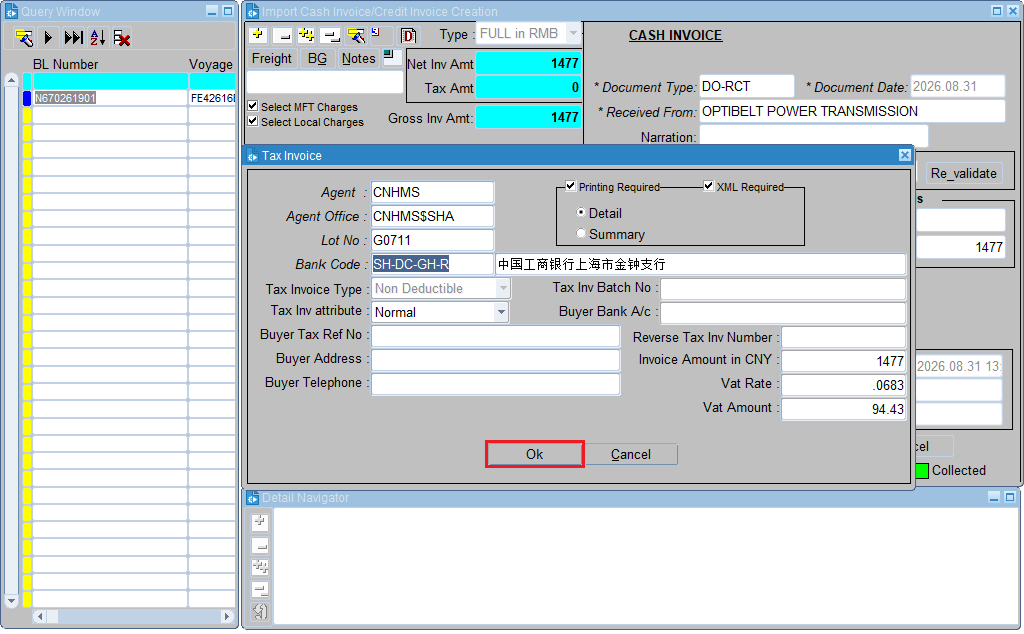 Query Window
BL Number Voyage
N670261901 FE42616
Import Cash Invoice/Credit Invoice Creation
Type : FULL in RMB
Freight BG Notes
Net Inv Amt 1477
Tax Amt 0
Select MFT Charges
Select Local Charges
Gross Inv Amt: 1477
CASH INVOICE
* Document Type: DO-RCT * Document Date: 2026.08.31
* Received From: OPTIBELT POWER TRANSMISSION
Narration:
Re_validate
s
1477
2026.08.31 13:
cel
Collected
Tax Invoice
Agent : CNHMS
Agent Office : CNHMS$SHA
Lot No : G0711
Bank Code : SH-DC-GH-R 中国工商银行上海市金钟支行
Printing Required XML Required
Detail
Summary
Tax Invoice Type : Non Deductible Tax Inv Batch No :
Tax Inv attribute : Normal Buyer Bank A/c :
Buyer Tax Ref No : Reverse Tax Inv Number :
Buyer Address : Invoice Amount in CNY : 1477
Buyer Telephone : Vat Rate : .0683
Vat Amount : 94.43
Ok Cancel
Detail Navigator